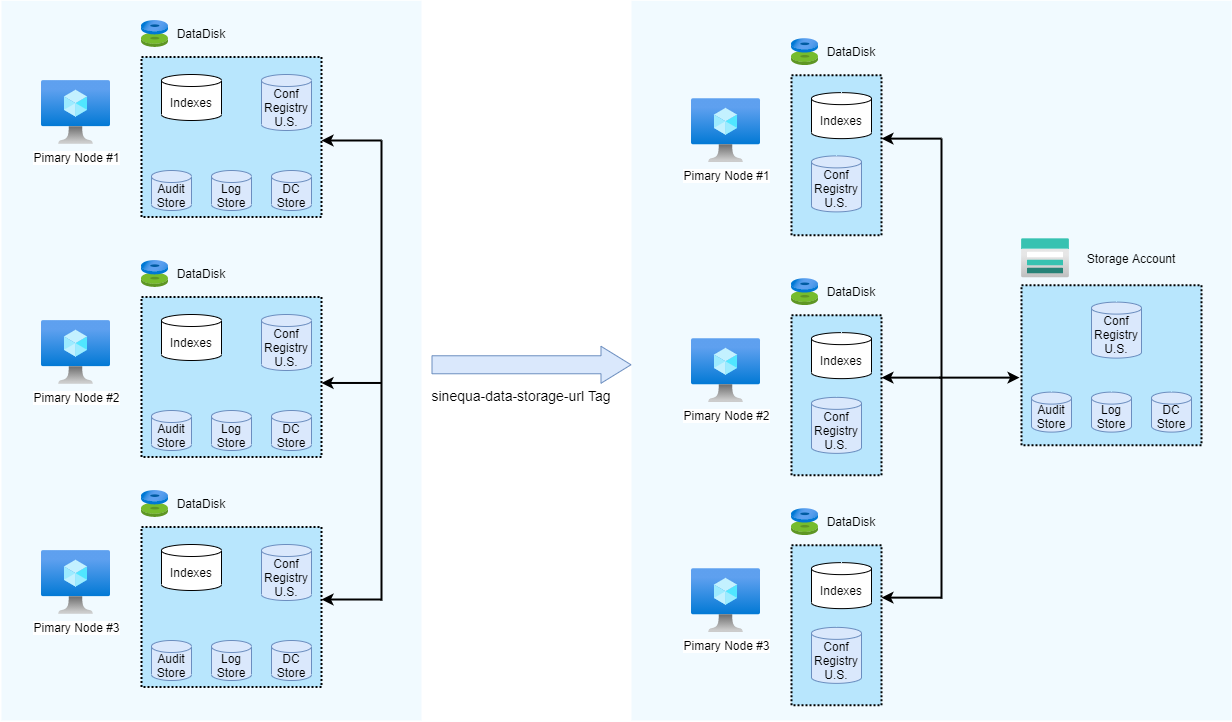 DataDisk
Indexes
Conf
Registry
U.S.
Pimary Node #1
Audit
Store
Log
Store
DC
Store
DataDisk
Indexes
Conf
Registry
U.S.
Pimary Node #2
Audit
Store
Log
Store
DC
Store
DataDisk
Indexes
Conf
Registry
U.S.
Pimary Node #3
Audit
Store
Log
Store
DC
Store
sinequa-data-storage-url Tag
DataDisk
Indexes
Pimary Node #1
Conf
Registry
U.S.
DataDisk
Indexes
Pimary Node #2
Conf
Registry
U.S.
DataDisk
Indexes
Pimary Node #3
Conf
Registry
U.S.
Storage Account
Conf
Registry
U.S.
Audit
Store
Log
Store
DC
Store